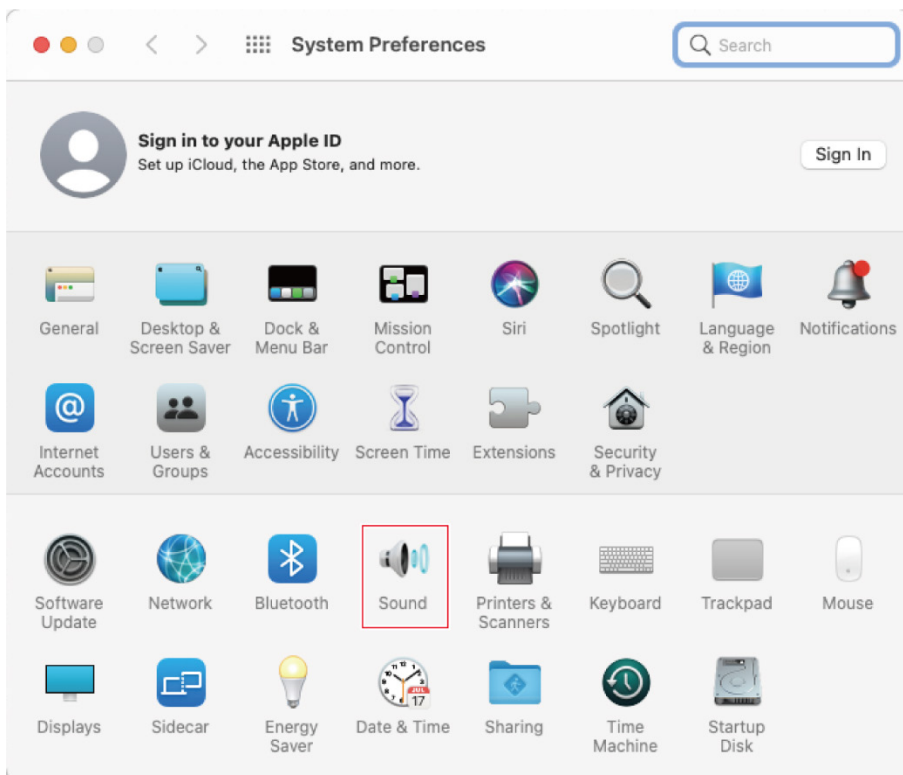 System Preferences
Search
Sign in to your Apple ID
Set up iCloud, the App Store, and more.
Sign In
General
Desktop &
Screen Saver
Dock &
Menu Bar
Mission
Control
Siri
Spotlight
Language
& Region
Notifications
Internet
Accounts
Users &
Groups
Accessibility
Screen Time
Extensions
Security
& Privacy
Software
Update
Network
Bluetooth
Sound
Printers &
Scanners
Keyboard
Trackpad
Mouse
JUL
17
Displays
Sidecar
Energy
Saver
Date & Time
Sharing
Time
Machine
Startup
Disk